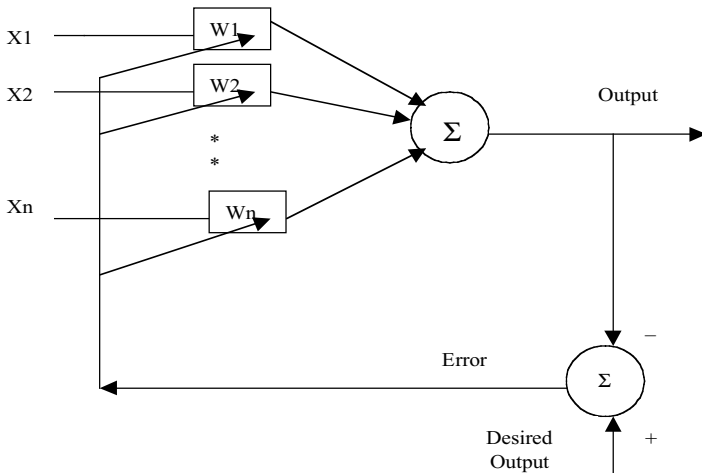 X1
W1
X2
W2
Output
Σ
*
*
Xn
Wn
−
Error
Σ
Desired
Output
+